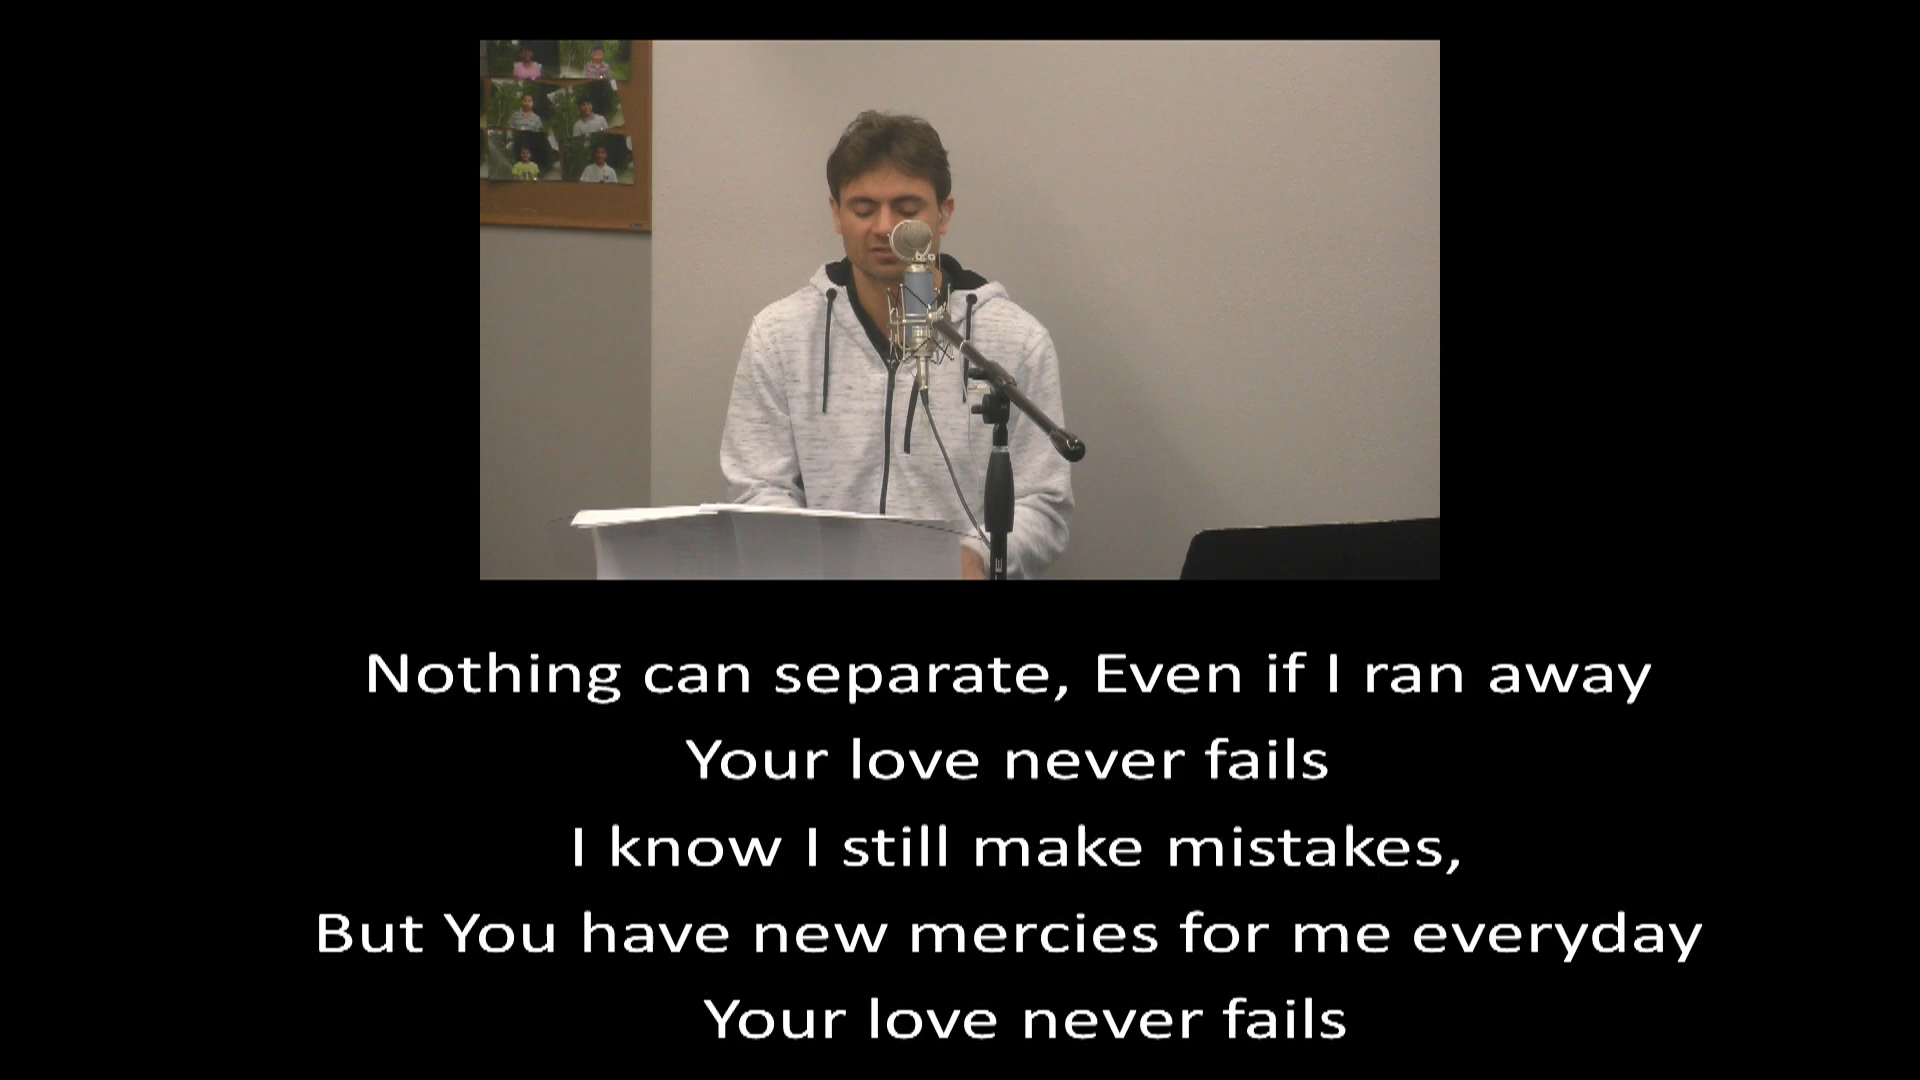 Nothing can separate, Even if I ran away
Your love never fails
I know I still make mistakes,
But You have new mercies for me everyday
Your love never fails